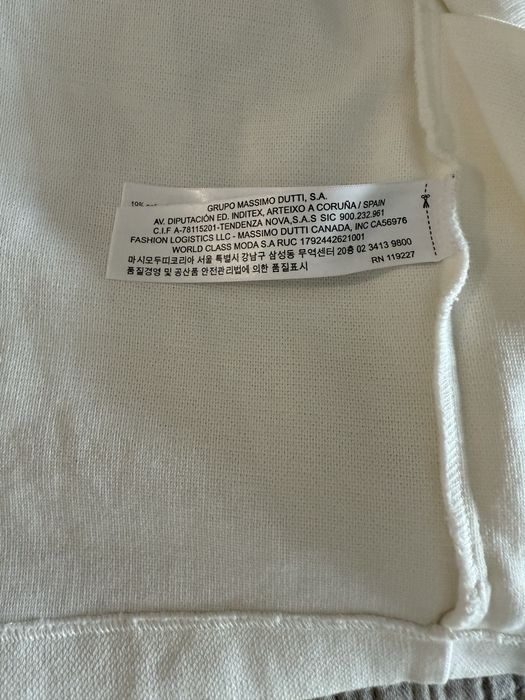 10%
GRUPO MASSIMO DUTTI, S.A.
AV. DIPUTACIÓN ED. INDITEX, ARTEIXO A CORUÑA / SPAIN
C.I.F A-78115201-TENDENZA NOVA,S.A.S SIC 900.232.961
FASHION LOGISTICS LLC - MASSIMO DUTTI CANADA, INC CA56976
WORLD CLASS MODA S.A RUC 1792442621001
마시모두띠코리아 서울 특별시 강남구 삼성동 무역센터 20층 02 3413 9800
품질경영 및 공산품 안전관리법에 의한 품질표시
RN 119227